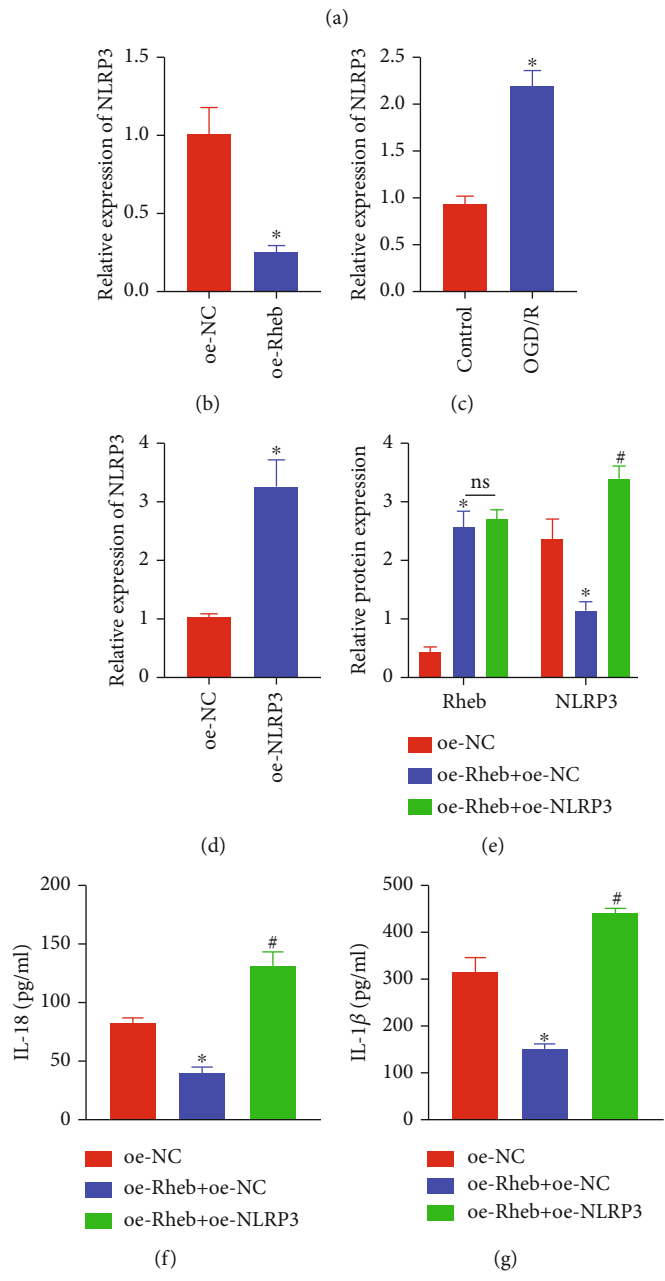 (a)
Relative expression of NLRP3
1.5
1.0
0.5
0.0
*
oe-NC
oe-Rheb
(b)
Relative expression of NLRP3
2.5
2.0
1.5
1.0
0.5
0.0
*
Control
OGD/R
(c)
Relative expression of NLRP3
4
3
2
1
0
*
oe-NC
oe-NLRP3
(d)
Relative protein expression
4
3
2
1
0
*
ns
*
#
Rheb
NLRP3
oe-NC
oe-Rheb+oe-NC
oe-Rheb+oe-NLRP3
(e)
IL-18 (pg/ml)
200
150
100
50
0
*
#
oe-NC
oe-Rheb+oe-NC
oe-Rheb+oe-NLRP3
(f)
IL-1β (pg/ml)
500
400
300
200
100
0
*
#
oe-NC
oe-Rheb+oe-NC
oe-Rheb+oe-NLRP3
(g)